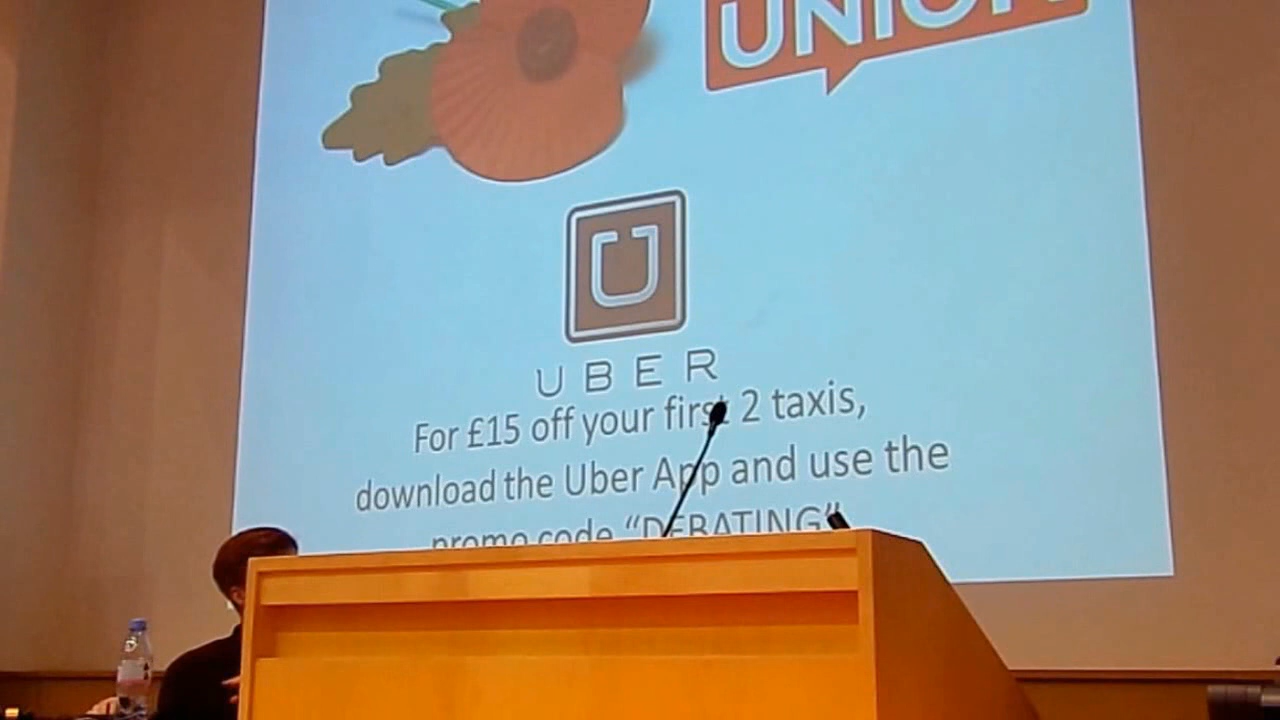 UNION
U
UBER
For £15 off your first 2 taxis,
download the Uber App and use the
promo code “DEBATING”